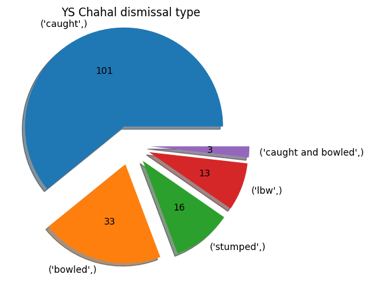 YS Chahal dismissal type
('caught',)
101
3
('caught and bowled',)
13
('lbw',)
16
('stumped',)
33
('bowled',)